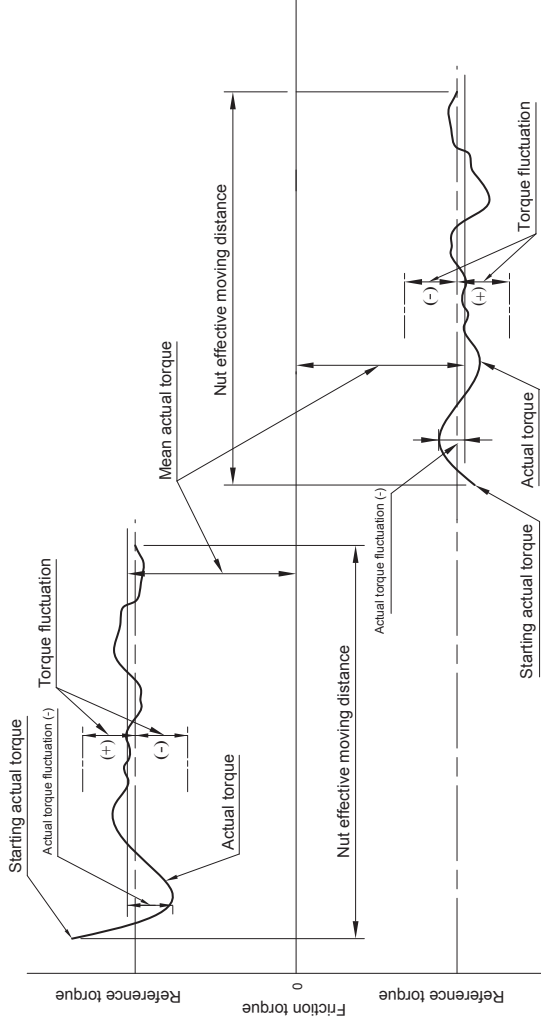 Starting actual torque
Actual torque fluctuation (-)
Torque fluctuation
(+)
(-)
Actual torque
Mean actual torque
Nut effective moving distance
Nut effective moving distance
Actual torque fluctuation (-)
(-)
(+)
Starting actual torque
Actual torque
Torque fluctuation
Reference torque
0
Friction torque
Reference torque